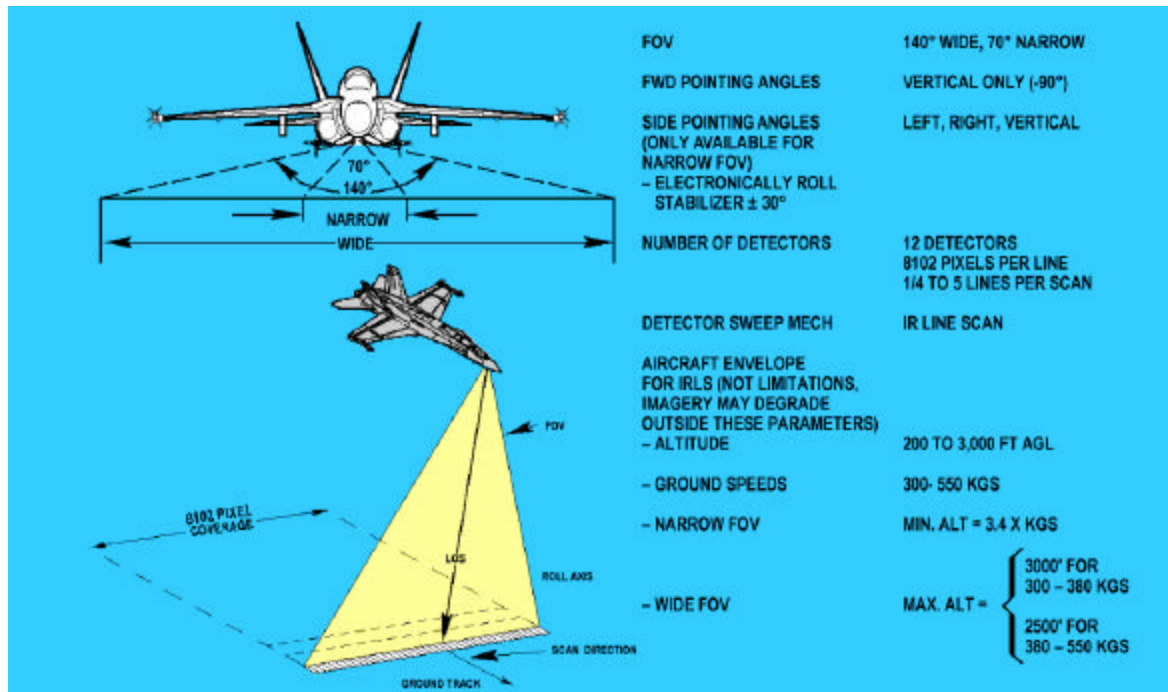 FOV 140° WIDE, 70° NARROW
FWD POINTING ANGLES VERTICAL ONLY (-90°)
SIDE POINTING ANGLES LEFT, RIGHT, VERTICAL
(ONLY AVAILABLE FOR
NARROW FOV)
– ELECTRONICALLY ROLL
STABILIZER ± 30°
NUMBER OF DETECTORS 12 DETECTORS
8102 PIXELS PER LINE
1/4 TO 5 LINES PER SCAN
DETECTOR SWEEP MECH IR LINE SCAN
AIRCRAFT ENVELOPE
FOR IRLS (NOT LIMITATIONS,
IMAGERY MAY DEGRADE
OUTSIDE THESE PARAMETERS)
– ALTITUDE 200 TO 3,000 FT AGL
– GROUND SPEEDS 300- 550 KGS
– NARROW FOV MIN. ALT = 3.4 X KGS
– WIDE FOV MAX. ALT =
3000' FOR
300 – 380 KGS
2500' FOR
380 – 550 KGS
70°
140°
NARROW
WIDE
FOV
8102 PIXEL
COVERAGE
LOS
ROLL AXIS
SCAN DIRECTION
GROUND TRACK